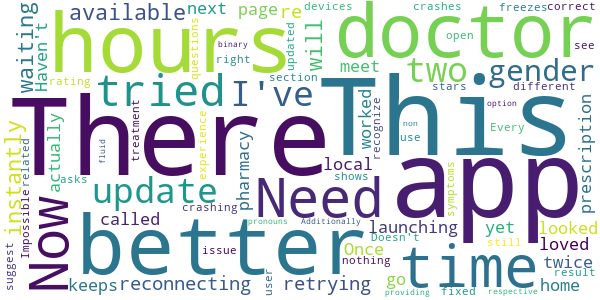 devices crashes freezes correct
available next page re
Waiting Haven't
hours questions updated right binary
will meet
doctor
open see
two gender
rating section
stars different
tried I've
There This
worked recognize
option
non use
Every
prescription
instantly actually
Impossible related
treatment
fluid
experience
pharmacy
local
shows
app
asks
update
Need
symptoms
Now
called
crashing
pronouns Additionally
launching yet looked
better
issue
Once Doesn't
nothing
time
still loved
twice
suggest
keeps reconnecting
user
retrying
go fixed
home
result
providing respective